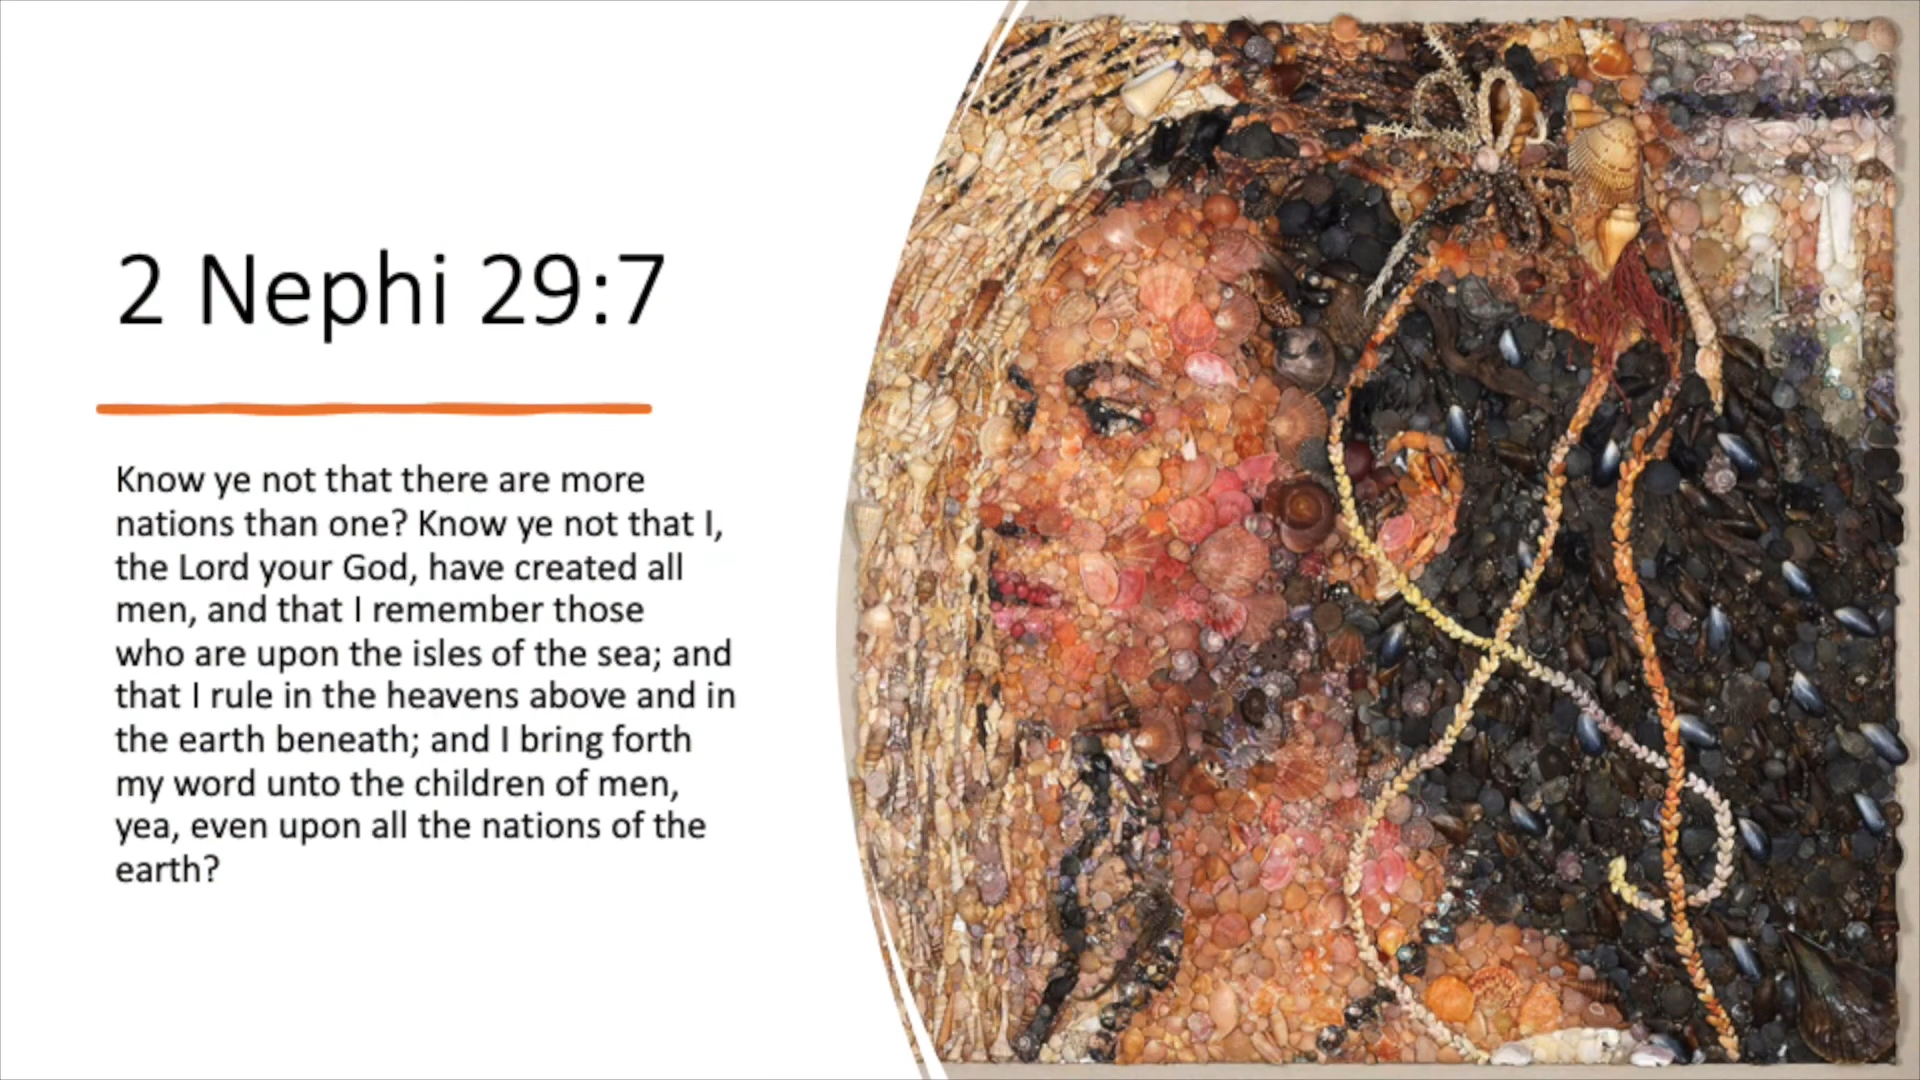 2 Nephi 29:7
Know ye not that there are more
nations than one? Know ye not that I,
the Lord your God, have created all
men, and that I remember those
who are upon the isles of the sea; and
that I rule in the heavens above and in
the earth beneath; and I bring forth
my word unto the children of men,
yea, even upon all the nations of the
earth?